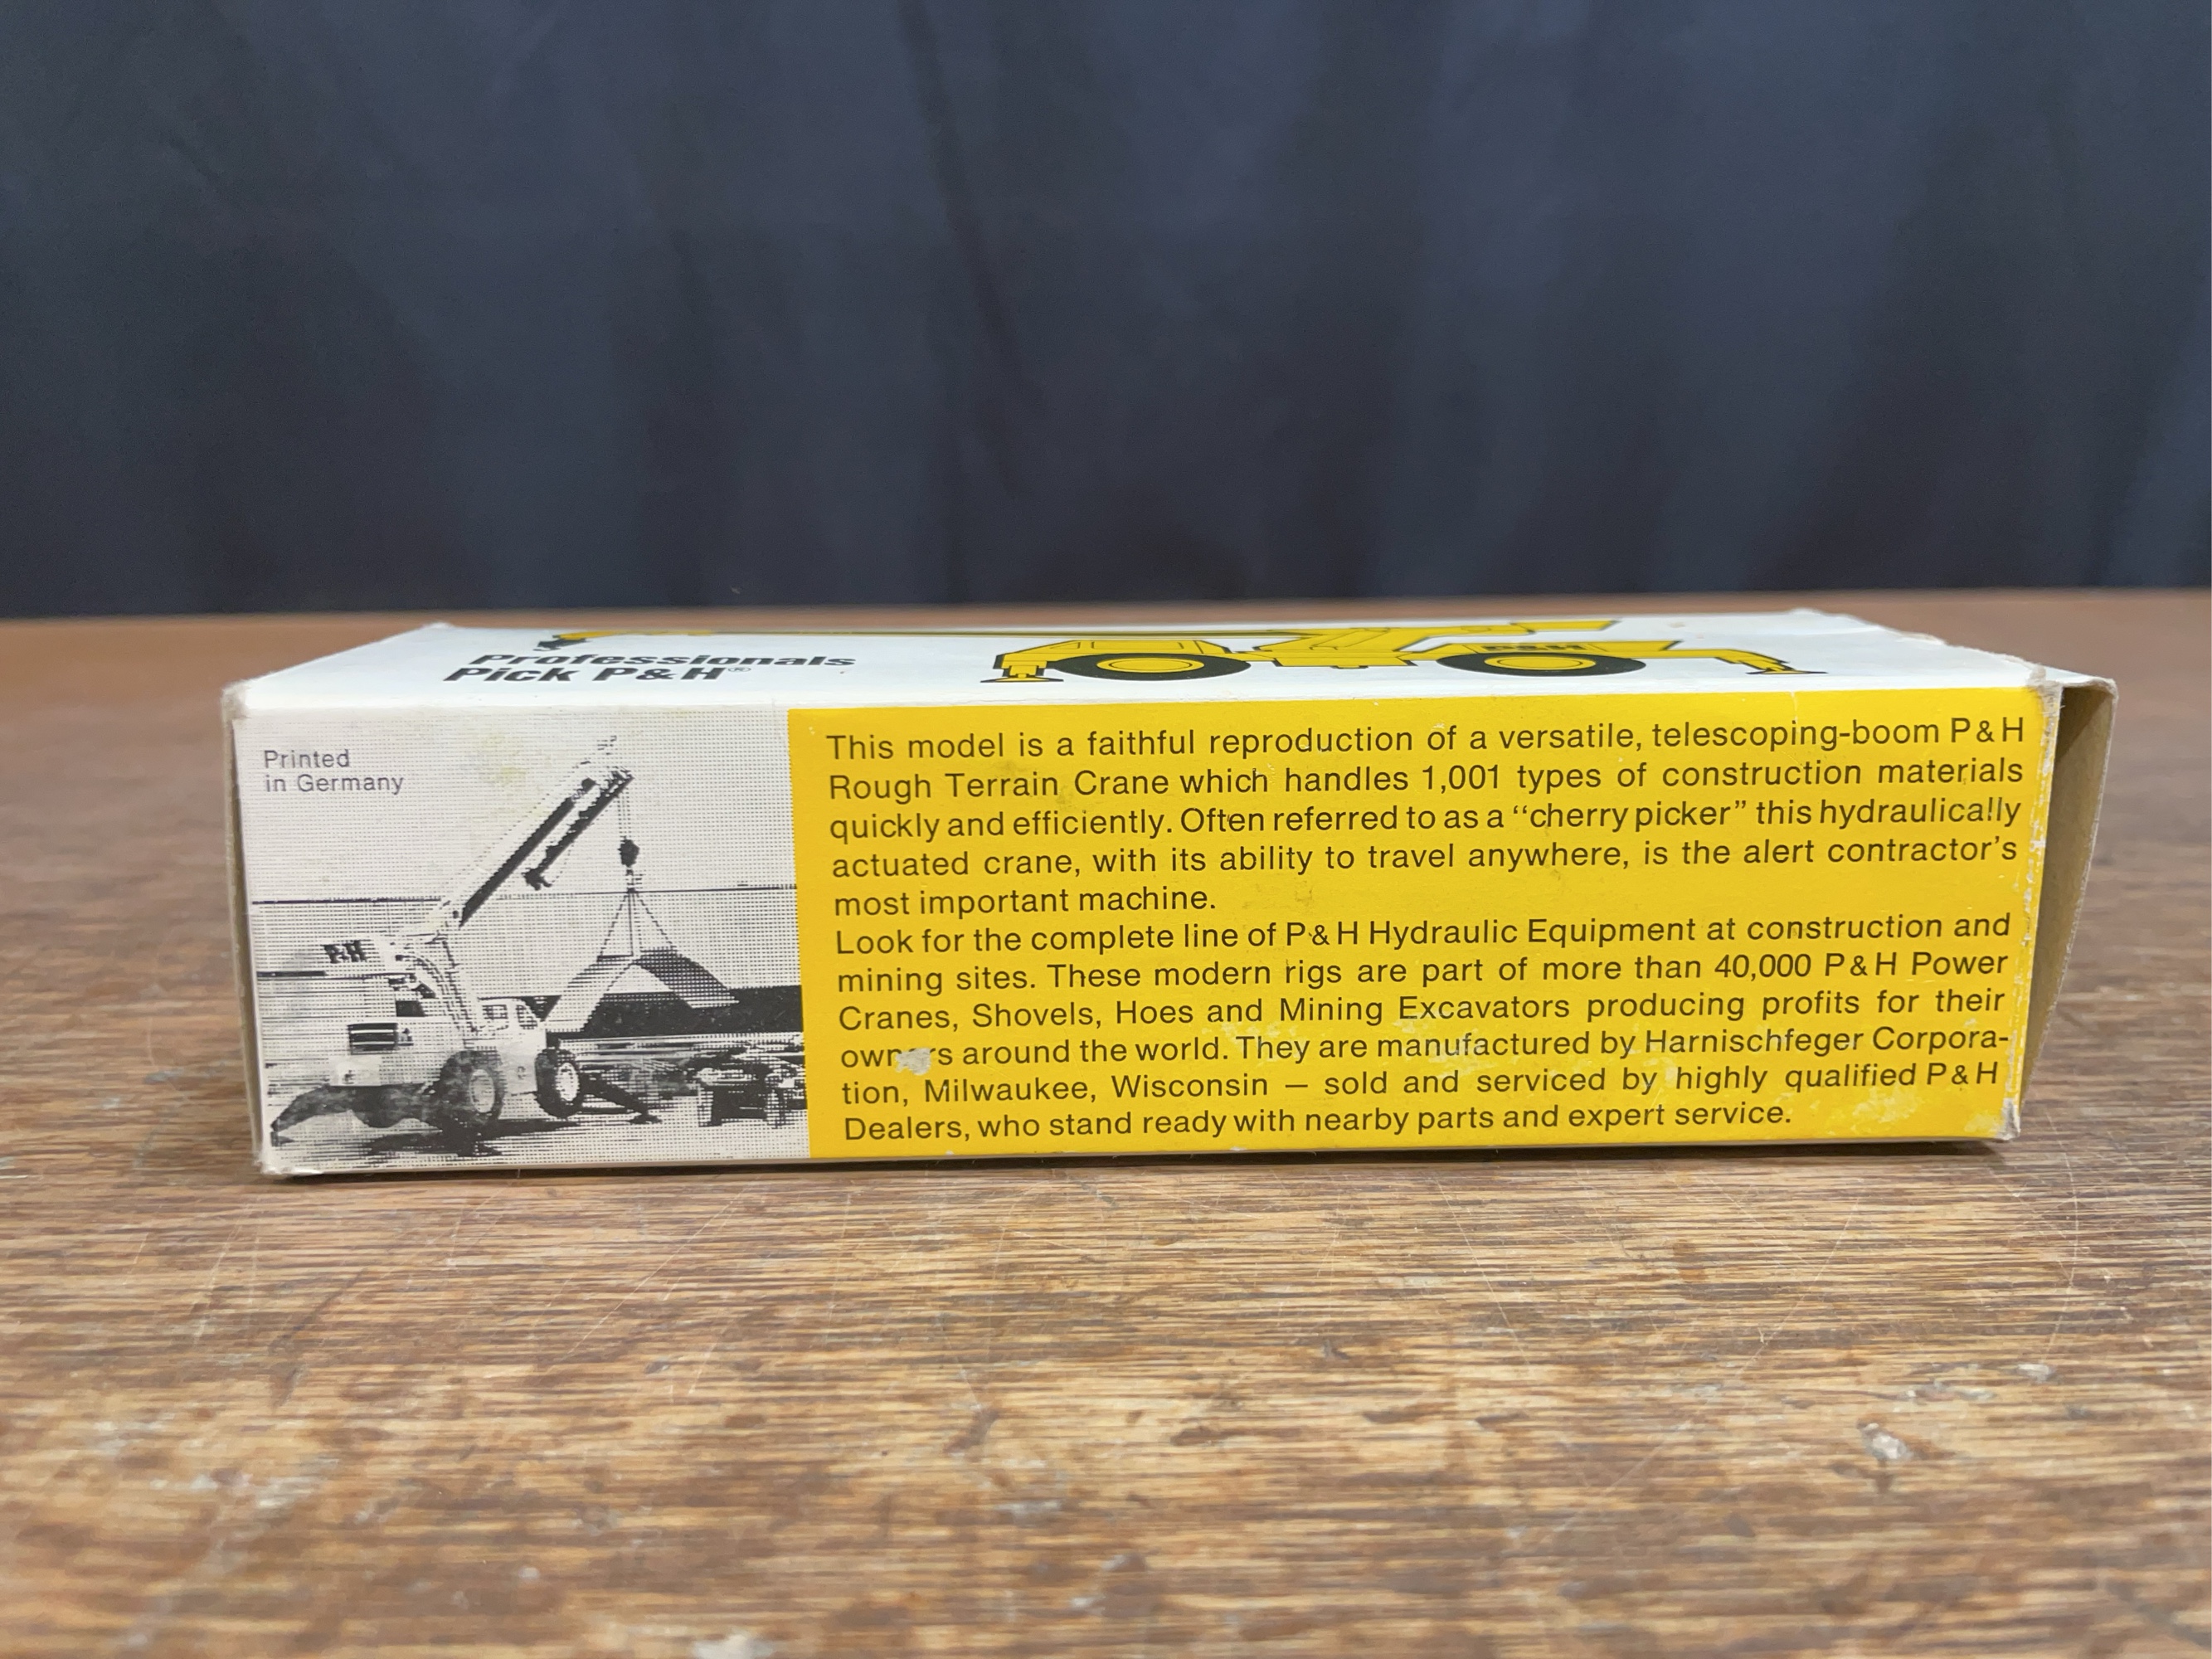 Professionals
Pick P&H®
P&H
Printed
in Germany
P&H
This model is a faithful reproduction of a versatile, telescoping-boom P&H
Rough Terrain Crane which handles 1,001 types of construction materials
quickly and efficiently. Often referred to as a “cherry picker” this hydraulically
actuated crane, with its ability to travel anywhere, is the alert contractor’s
most important machine.
Look for the complete line of P&H Hydraulic Equipment at construction and
mining sites. These modern rigs are part of more than 40,000 P&H Power
Cranes, Shovels, Hoes and Mining Excavators producing profits for their
owners around the world. They are manufactured by Harnischfeger Corpora-
tion, Milwaukee, Wisconsin — sold and serviced by highly qualified P&H
Dealers, who stand ready with nearby parts and expert service.